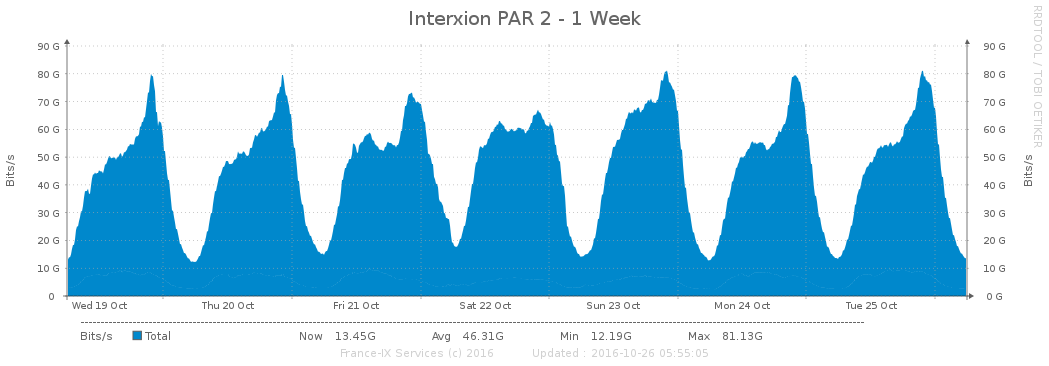 Interxion PAR 2 - 1 Week
RRDTOOL / TOBI OETIKER
Bits/s
90 G 90 G
80 G 80 G
70 G 70 G
60 G 60 G
50 G 50 G
40 G 40 G
30 G 30 G
20 G 20 G
10 G 10 G
0 0 G
Bits/s
Wed 19 Oct Thu 20 Oct Fri 21 Oct Sat 22 Oct Sun 23 Oct Mon 24 Oct Tue 25 Oct
Bits/s Total Now 13.45G Avg 46.31G Min 12.19G Max 81.13G
France-IX Services (c) 2016 Updated : 2016-10-26 05:55:05